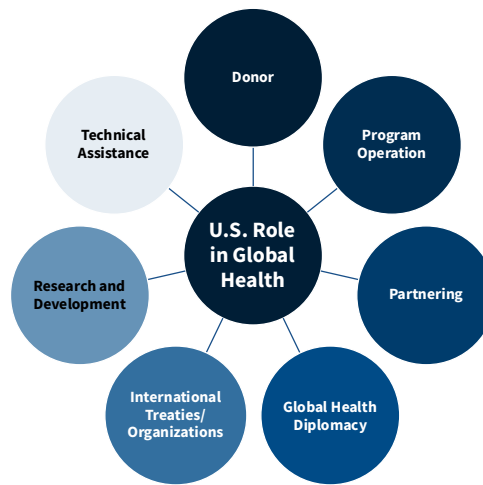 Donor
Program
Operation
Partnering
Global Health
Diplomacy
International
Treaties/
Organizations
Research and
Development
Technical
Assistance
U.S. Role
in Global
Health